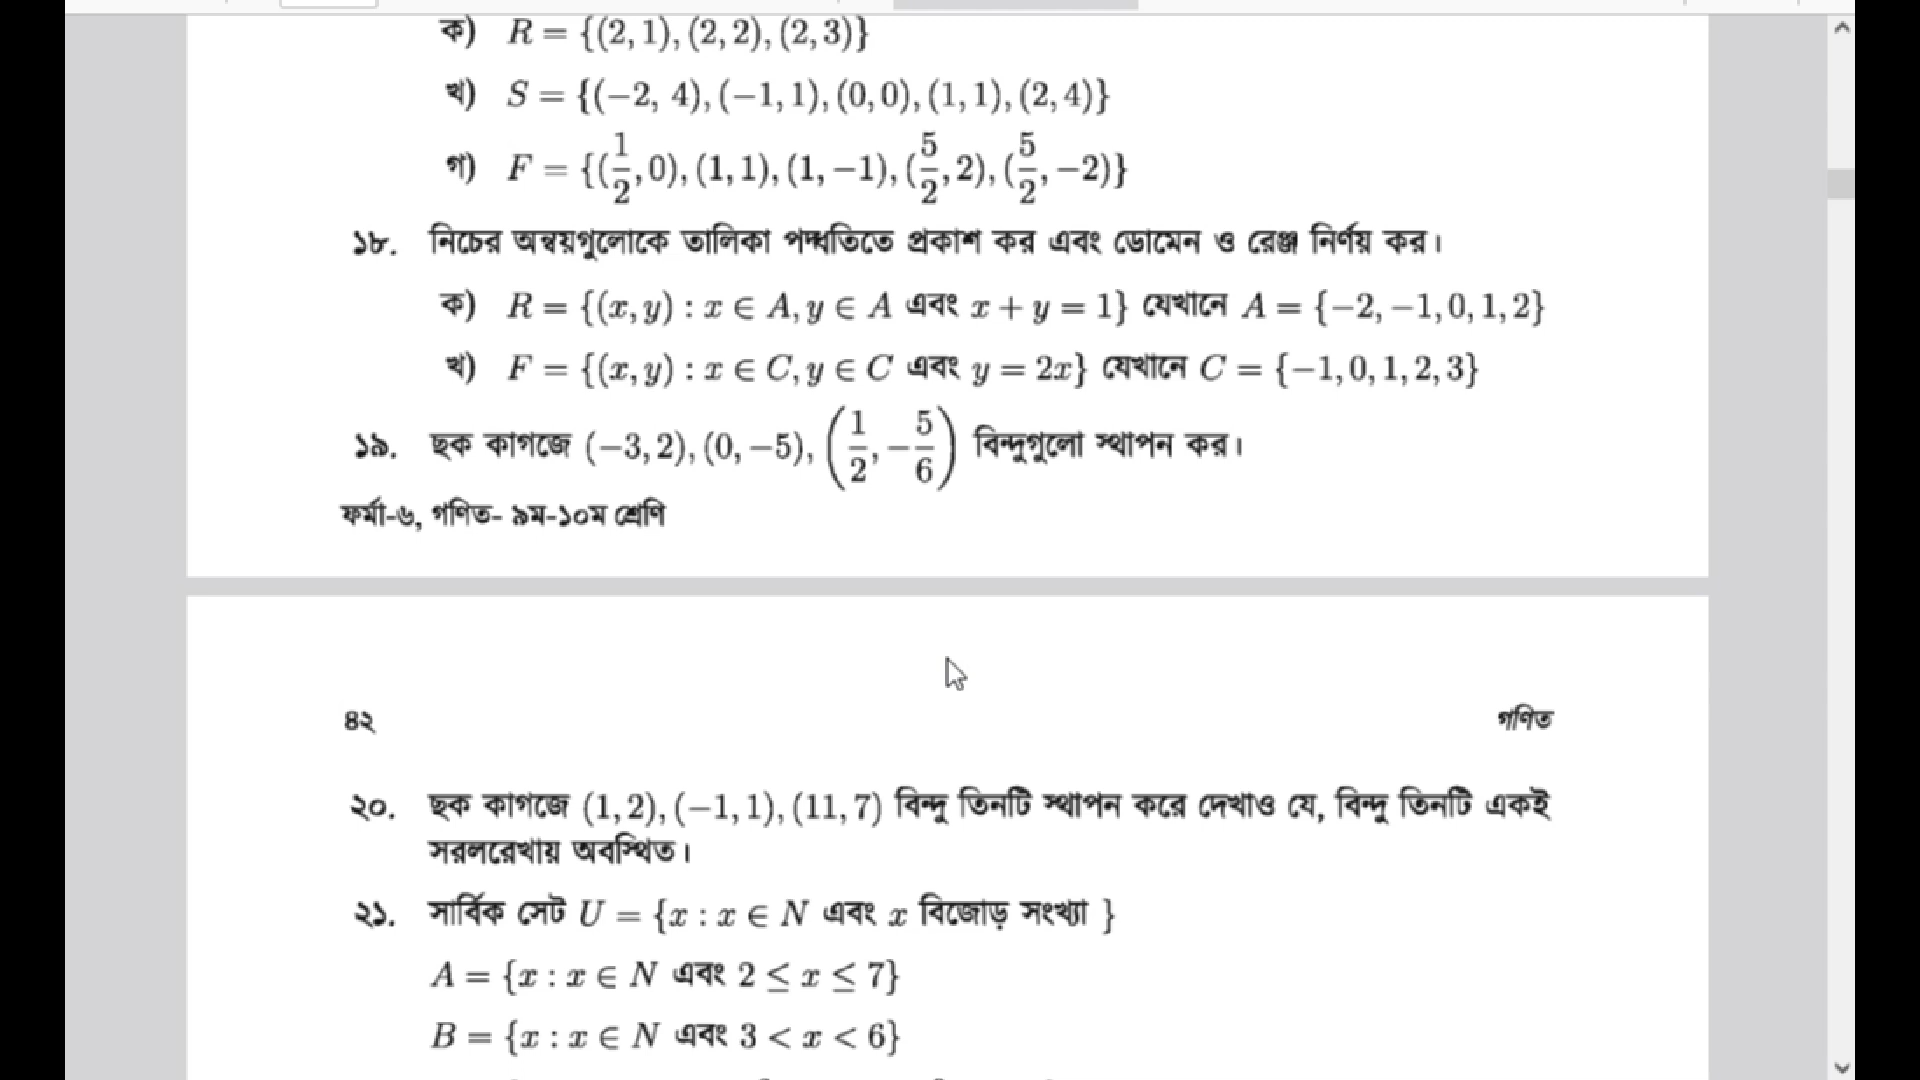 ক) R = {(2, 1), (2, 2), (2, 3)}
খ) S = {(−2, 4), (−1, 1), (0, 0), (1, 1), (2, 4)}
গ) F = {(1/2, 0), (1, 1), (1, −1), (5/2, 2), (5/2, −2)}
১৮. নিচের অন্বয়গুলোকে তালিকা পদ্ধতিতে প্রকাশ কর এবং ডোমেন ও রেঞ্জ নির্ণয় কর।
ক) R = {(x, y) : x ∈ A, y ∈ A এবং x + y = 1} যেখানে A = {−2, −1, 0, 1, 2}
খ) F = {(x, y) : x ∈ C, y ∈ C এবং y = 2x} যেখানে C = {−1, 0, 1, 2, 3}
১৯. ছক কাগজে (−3, 2), (0, −5), (1/2, −5/6) বিন্দুগুলো স্থাপন কর।
ফর্মা-৬, গণিত- ৯ম-১০ম শ্রেণি
৪২ গণিত
২০. ছক কাগজে (1, 2), (−1, 1), (11, 7) বিন্দু তিনটি স্থাপন করে দেখাও যে, বিন্দু তিনটি একই
সরলরেখায় অবস্থিত।
২১. সার্বিক সেট U = {x : x ∈ N এবং x বিজোড় সংখ্যা }
A = {x : x ∈ N এবং 2 ≤ x ≤ 7}
B = {x : x ∈ N এবং 3 < x < 6}